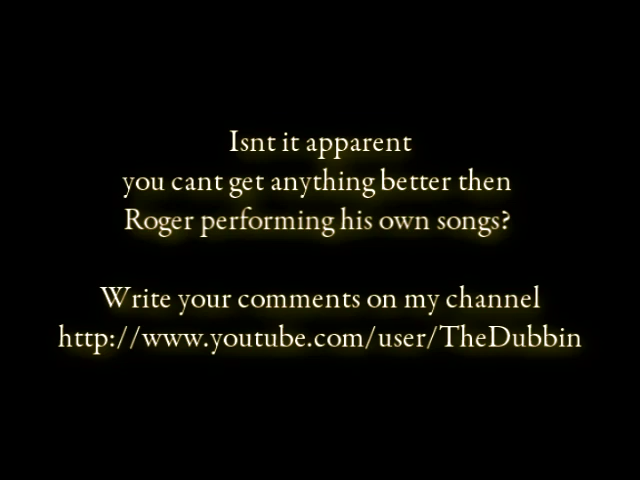 Isnt it apparent
you cant get anything better then
Roger performing his own songs?
Write your comments on my channel
http://www.youtube.com/user/TheDubbin